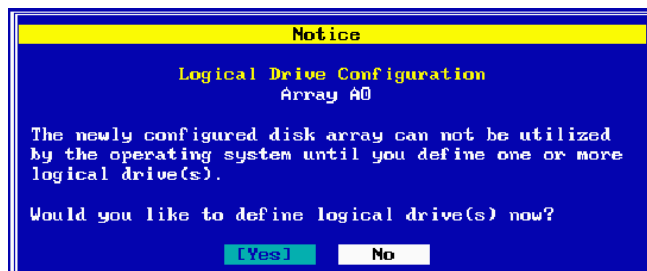 Notice
Logical Drive Configuration
Array A0
The newly configured disk array can not be utilized
by the operating system until you define one or more
logical drive(s).
Would you like to define logical drive(s) now?
[Yes] No